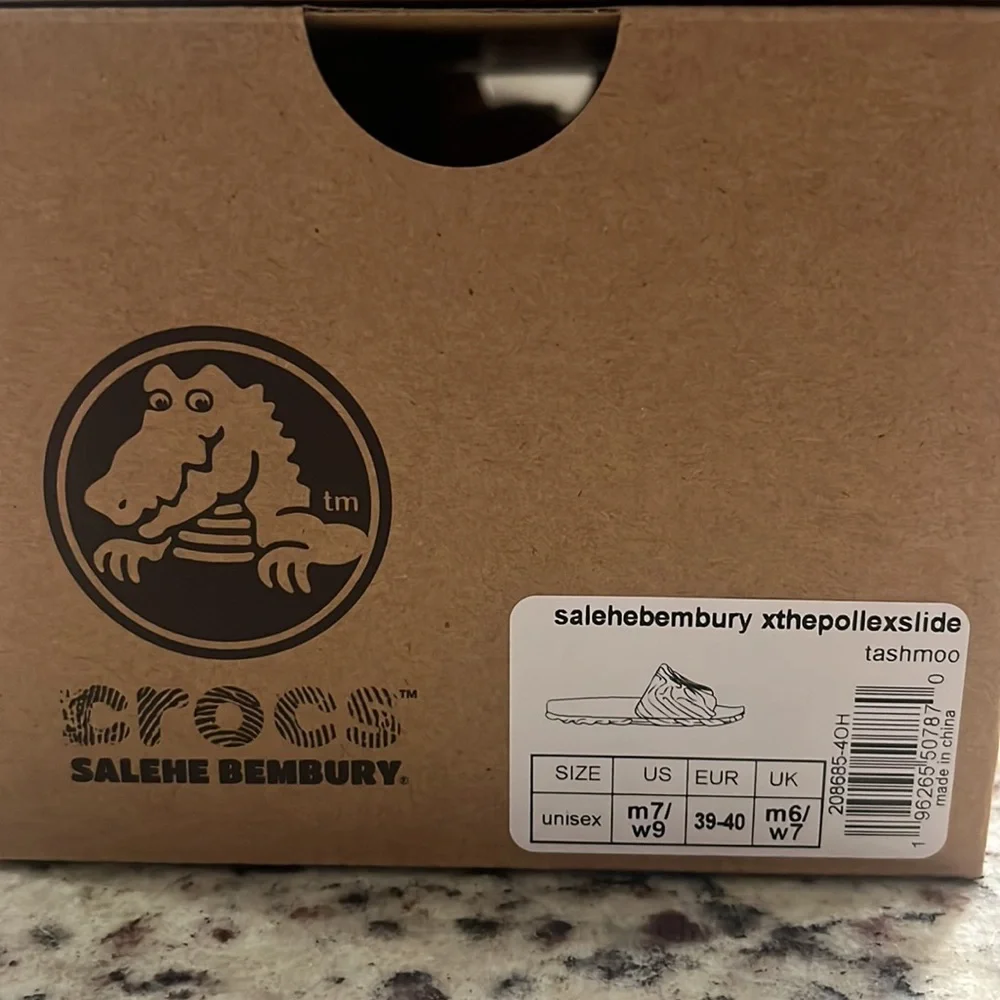 tm
crocs™
SALEHE BEMBURY®
salehebembury xthepollexslide
tashmoo
SIZE US EUR UK
unisex m7/w9 39-40 m6/w7
208685-4OH
1 96265 50787 0
made in china